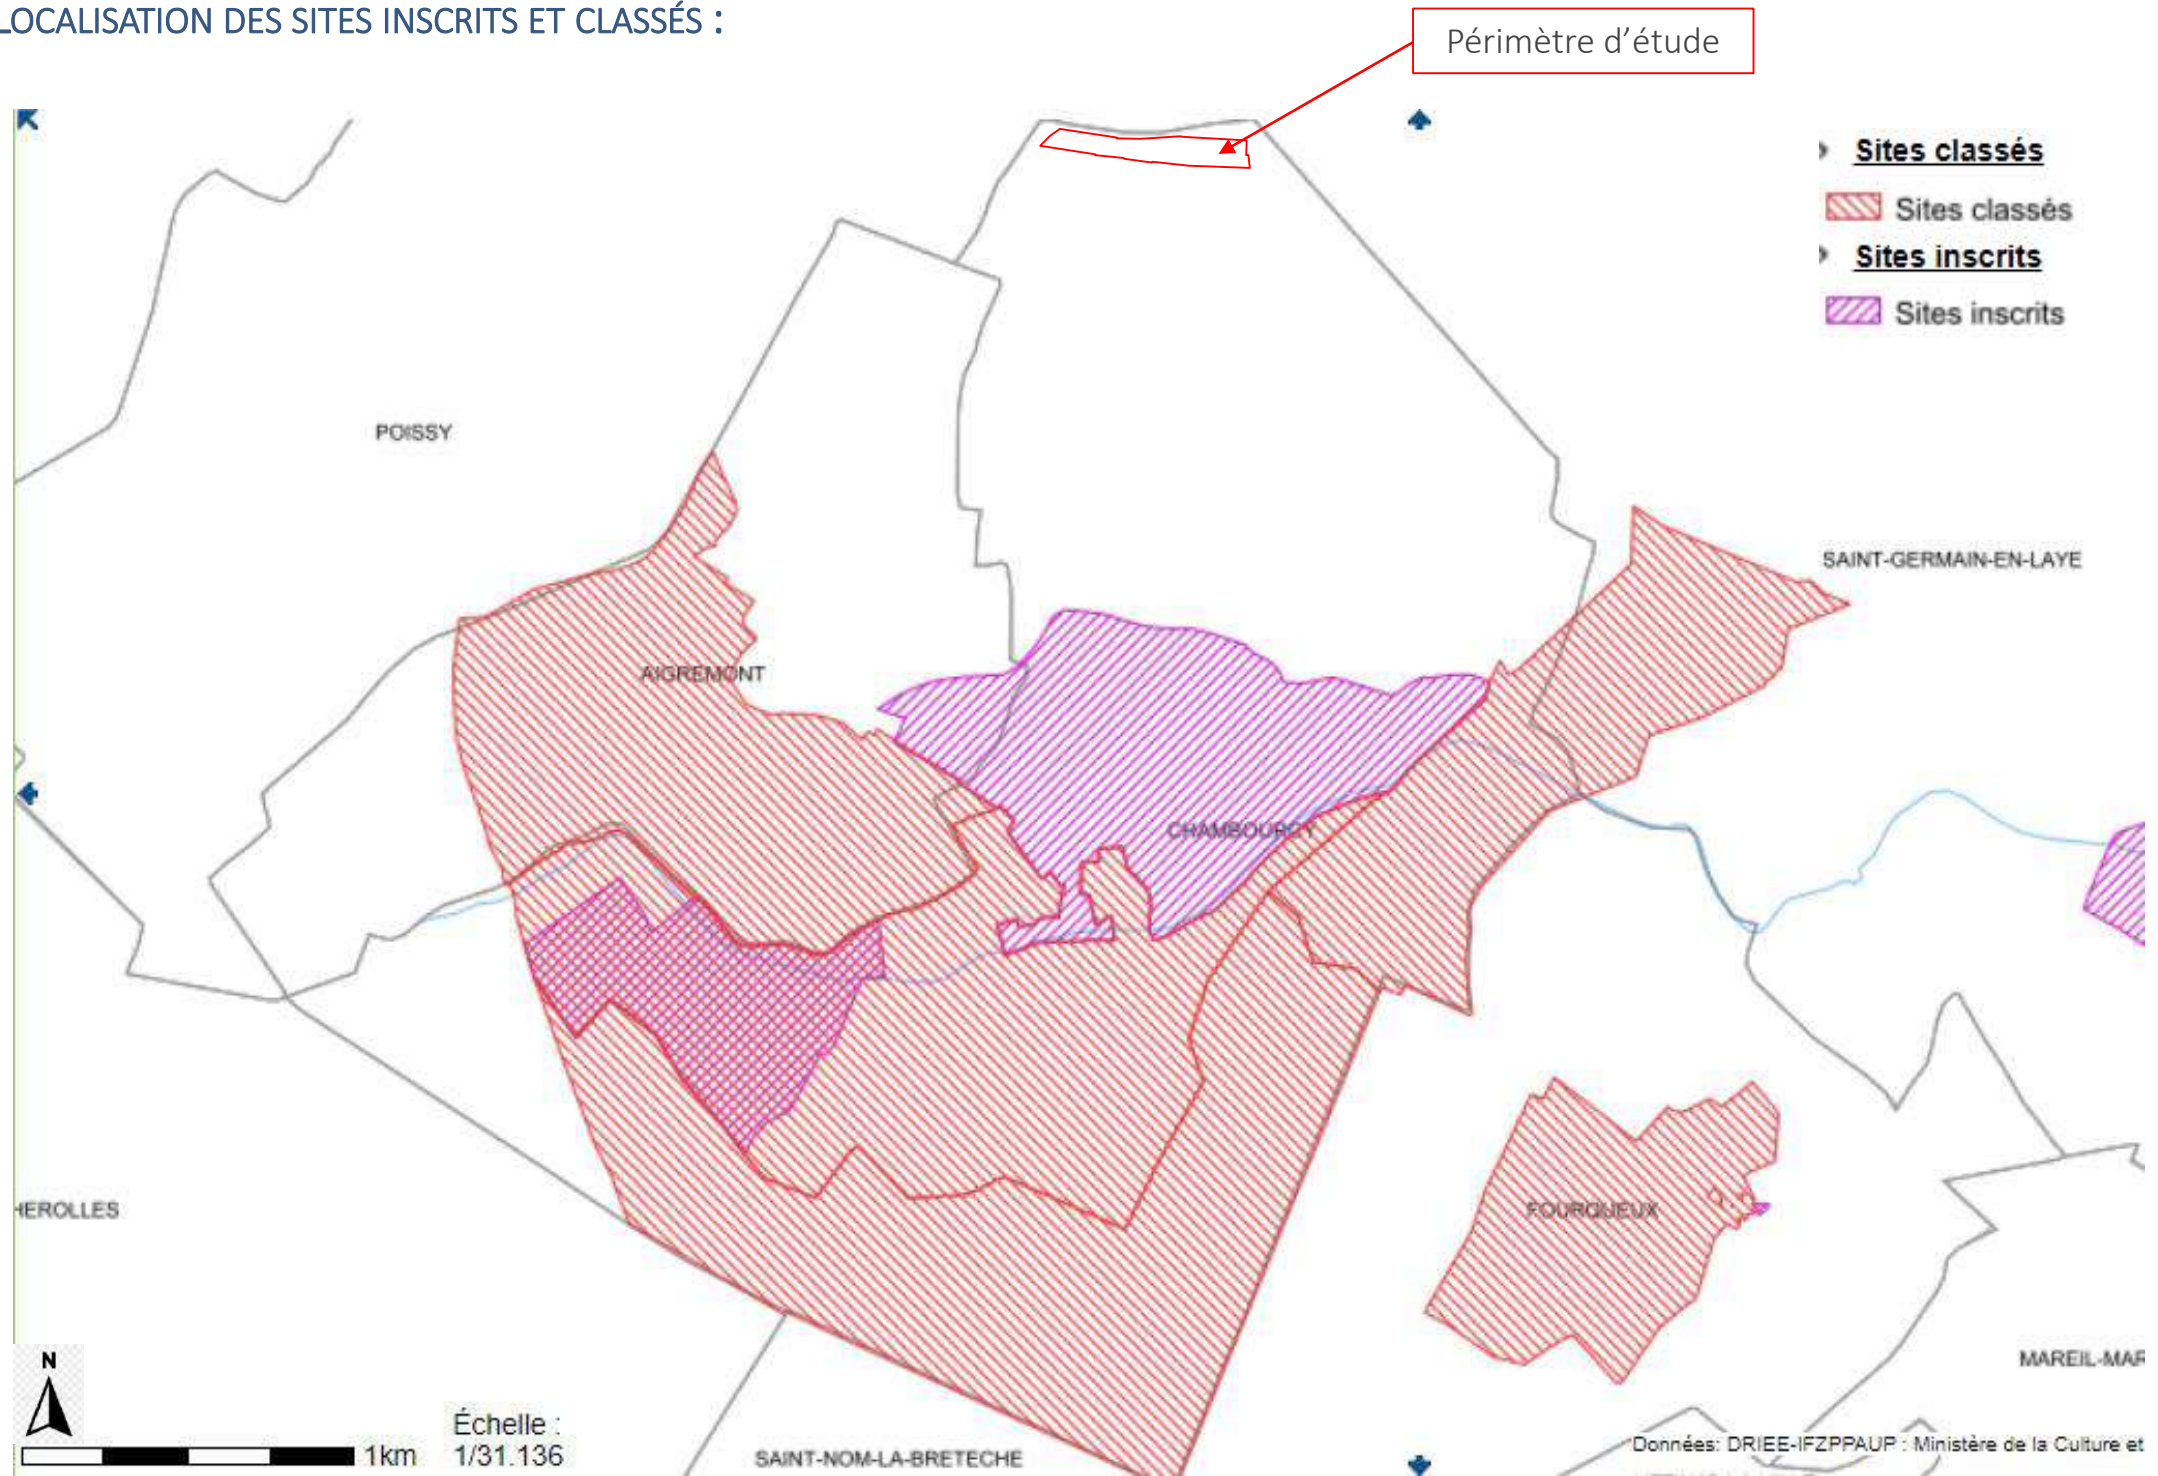 LOCALISATION DES SITES INSCRITS ET CLASSÉS :
Périmètre d'étude
Sites classés
Sites classés
Sites inscrits
Sites inscrits
POISSY
SAINT-GERMAIN-EN-LAYE
AIGREMONT
CHAMBOURCY
HEROLLES
FOURQUEUX
MAREIL-MAR
N
1km
Échelle :
1/31.136
SAINT-NOM-LA-BRETECHE
Données: DRIEE-IFZPPAUP : Ministère de la Culture et